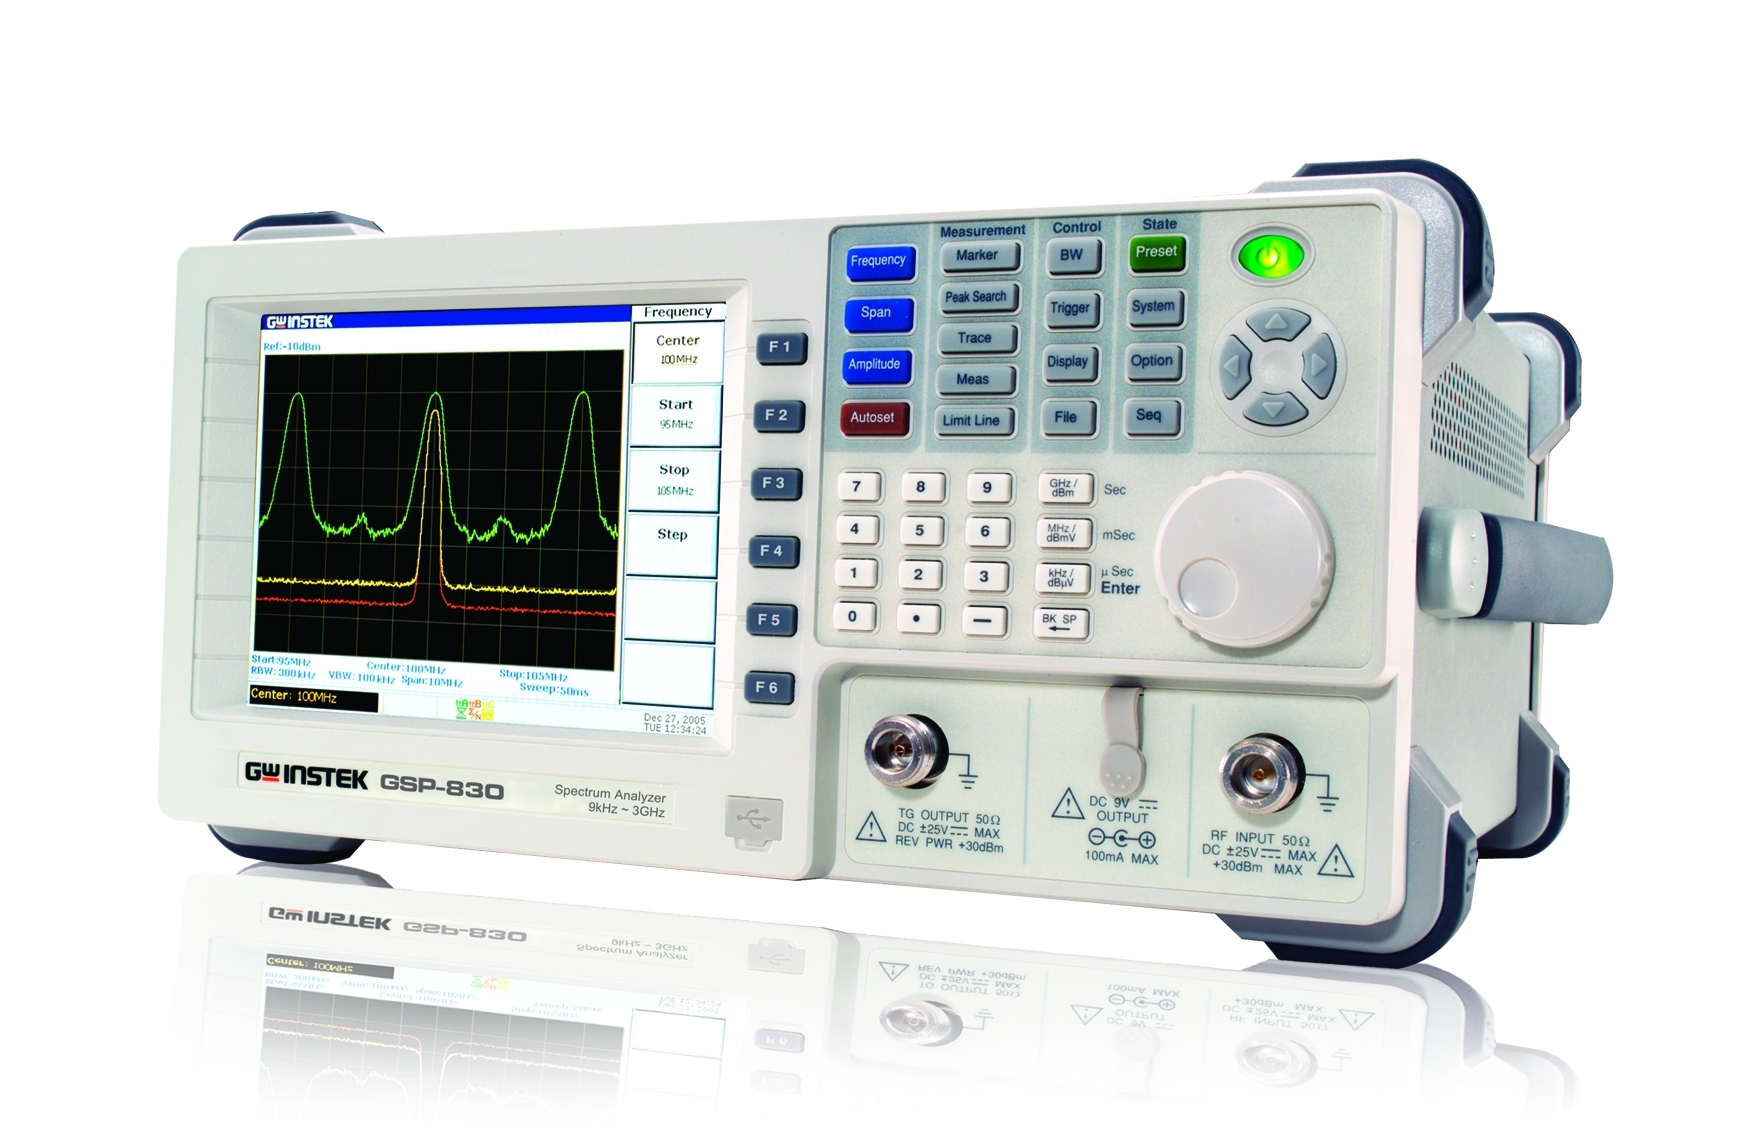 GW INSTEK
Ref:-10dBm
Frequency
Center
100MHz
Start
95MHz
Stop
105MHz
Step
Start:95MHz Center:100MHz Stop:105MHz
RBW:300kHz VBW:100kHz Span:10MHz Sweep:50ms
Center: 100MHz
Dec 27, 2005
TUE 12:34:24
F 1
F 2
F 3
F 4
F 5
F 6
GW INSTEK GSP-830
Spectrum Analyzer
9kHz ~ 3GHz
Measurement Control State
Frequency Marker BW Preset
Span Peak Search Trigger System
Amplitude Trace Display Option
Autoset Meas File Seq
Limit Line
7 8 9 GHz / dBm Sec
4 5 6 MHz / dBmV mSec
1 2 3 kHz / dBµV µ Sec
Enter
0 • — BK SP ←
TG OUTPUT 50Ω
DC ±25V MAX
REV PWR +30dBm
DC 9V
OUTPUT
100mA MAX
RF INPUT 50Ω
DC ±25V MAX
+30dBm MAX